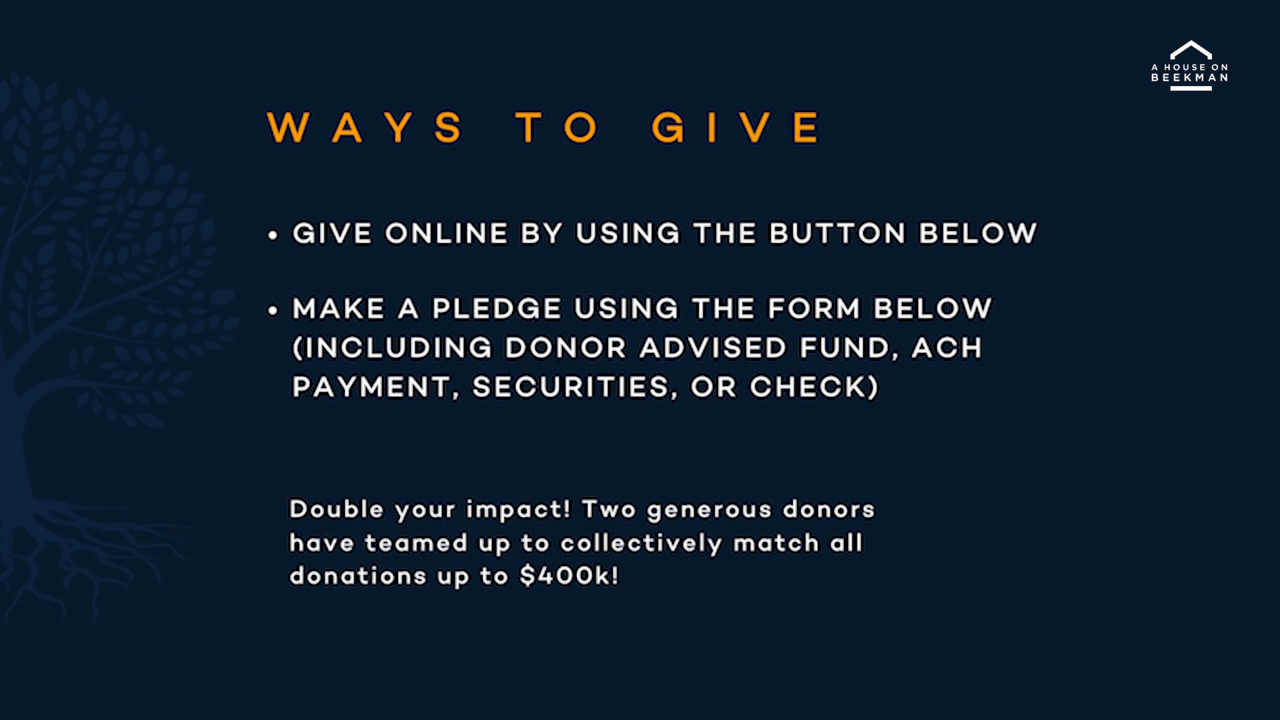 A HOUSE ON
BEEKMAN
WAYS TO GIVE
• GIVE ONLINE BY USING THE BUTTON BELOW
• MAKE A PLEDGE USING THE FORM BELOW
(INCLUDING DONOR ADVISED FUND, ACH
PAYMENT, SECURITIES, OR CHECK)
Double your impact! Two generous donors
have teamed up to collectively match all
donations up to $400k!